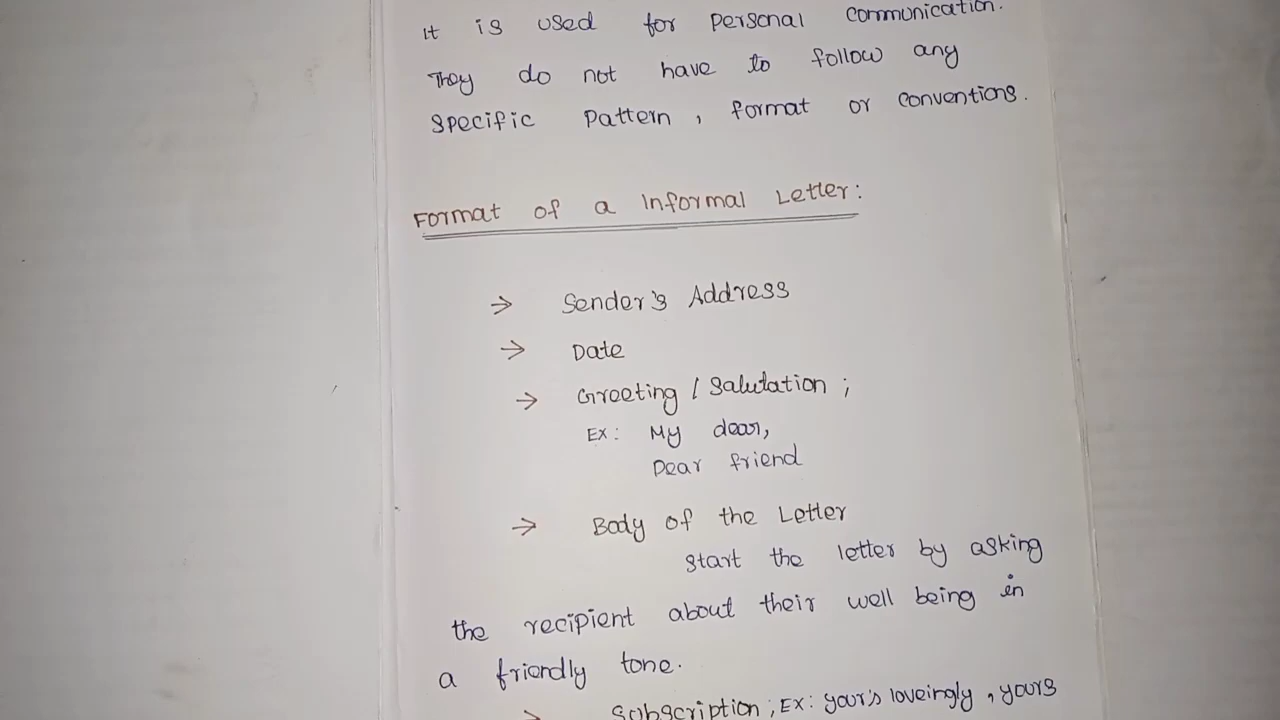 It is used for personal communication.
They do not have to follow any
specific pattern, format or conventions.
Format of a Informal Letter:
→ Sender's Address
→ Date
→ Greeting / Salutation ;
Ex: My dear,
Dear friend
→ Body of the Letter
start the letter by asking
the recipient about their well being in
a friendly tone.
→ Subscription ; Ex: your's loveingly, yours